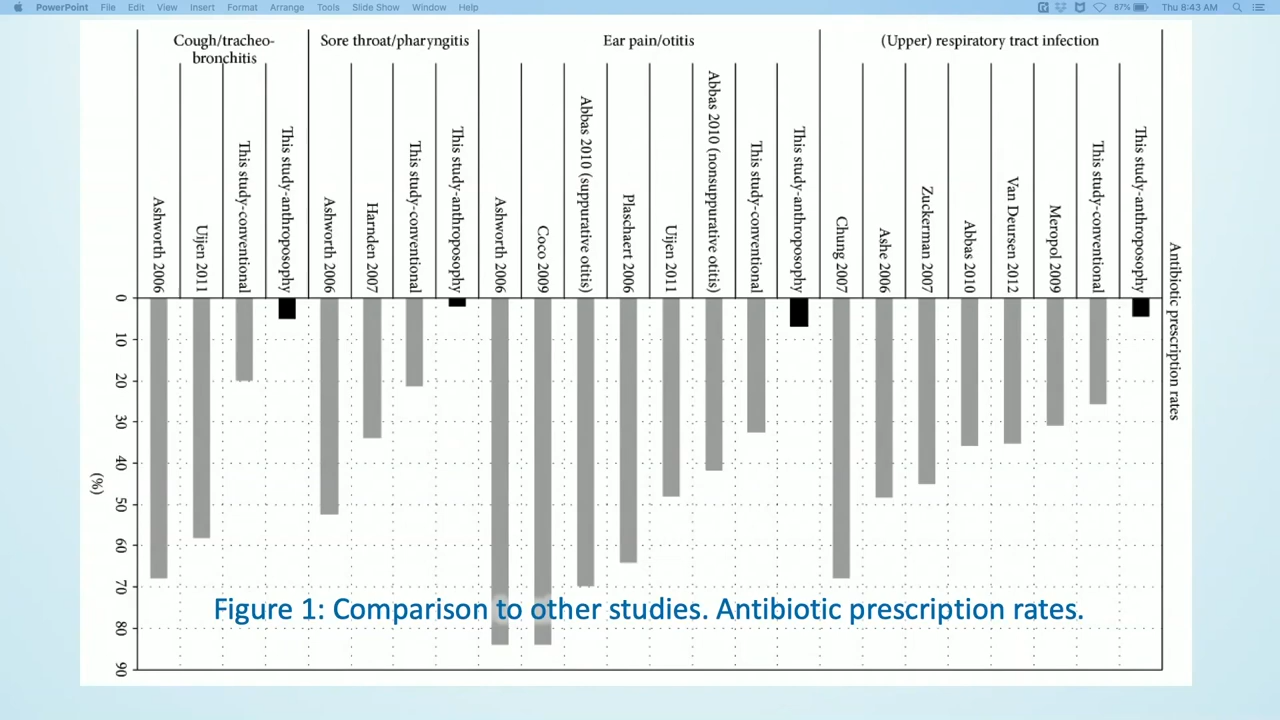 PowerPoint File Edit View Insert Format Arrange Tools Slide Show Window Help
87% Thu 8:43 AM
Cough/tracheo-
bronchitis
Sore throat/pharyngitis
Ear pain/otitis
(Upper) respiratory tract infection
Ashworth 2006
Uijen 2011
This study-conventional
This study-anthroposophy
Ashworth 2006
Harnden 2007
This study-conventional
This study-anthroposophy
Ashworth 2006
Coco 2009
Abbas 2010 (suppurative otitis)
Plaschaert 2006
Uijen 2011
Abbas 2010 (nonsuppurative otitis)
This study-conventional
This study-anthroposophy
Chung 2007
Ashe 2006
Zuckerman 2007
Abbas 2010
Van Deursen 2012
Meropol 2009
This study-conventional
This study-anthroposophy
Antibiotic prescription rates
0
10
20
30
40
50
60
70
80
90
(%)
Figure 1: Comparison to other studies. Antibiotic prescription rates.